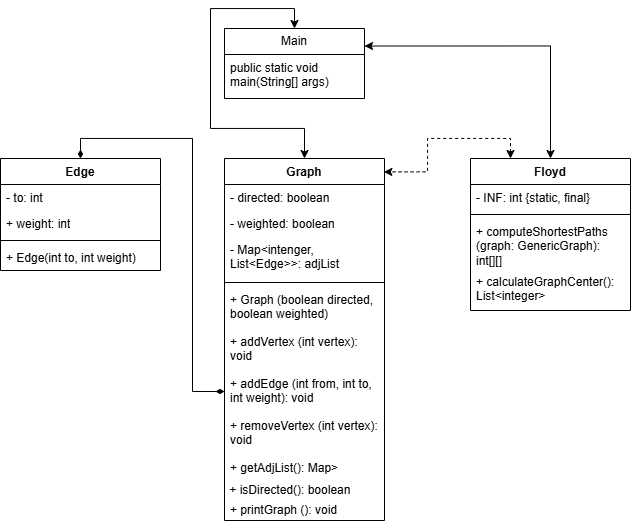 Main
public static void
main(String[] args)
Edge
- to: int
+ weight: int
+ Edge(int to, int weight)
Graph
- directed: boolean
- weighted: boolean
- Map<intenger,
List<Edge>>: adjList
+ Graph (boolean directed,
boolean weighted)
+ addVertex (int vertex):
void
+ addEdge (int from, int to,
int weight): void
+ removeVertex (int vertex):
void
+ getAdjList(): Map>
+ isDirected(): boolean
+ printGraph (): void
Floyd
- INF: int {static, final}
+ computeShortestPaths
(graph: GenericGraph):
int[][]
+ calculateGraphCenter():
List<integer>